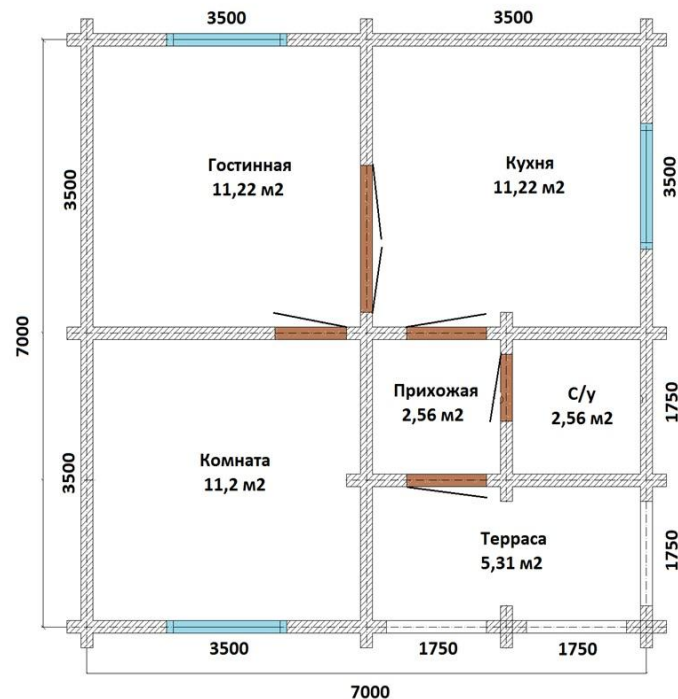 3500
3500
Гостинная
11,22 м2
Кухня
11,22 м2
3500
3500
7000
Прихожая
2,56 м2
С/у
2,56 м2
1750
Комната
11,2 м2
3500
Терраса
5,31 м2
1750
3500
1750
1750
7000